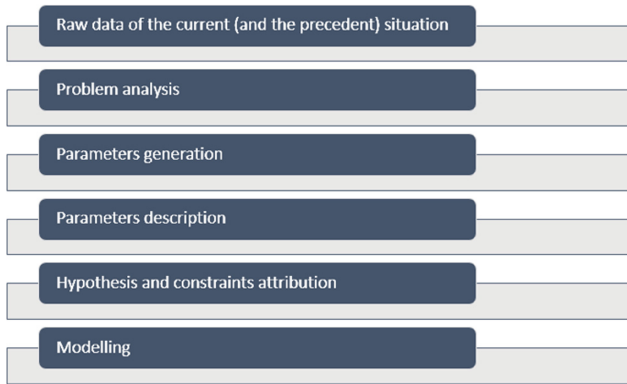 Raw data of the current (and the precedent) situation
Problem analysis
Parameters generation
Parameters description
Hypothesis and constraints attribution
Modelling